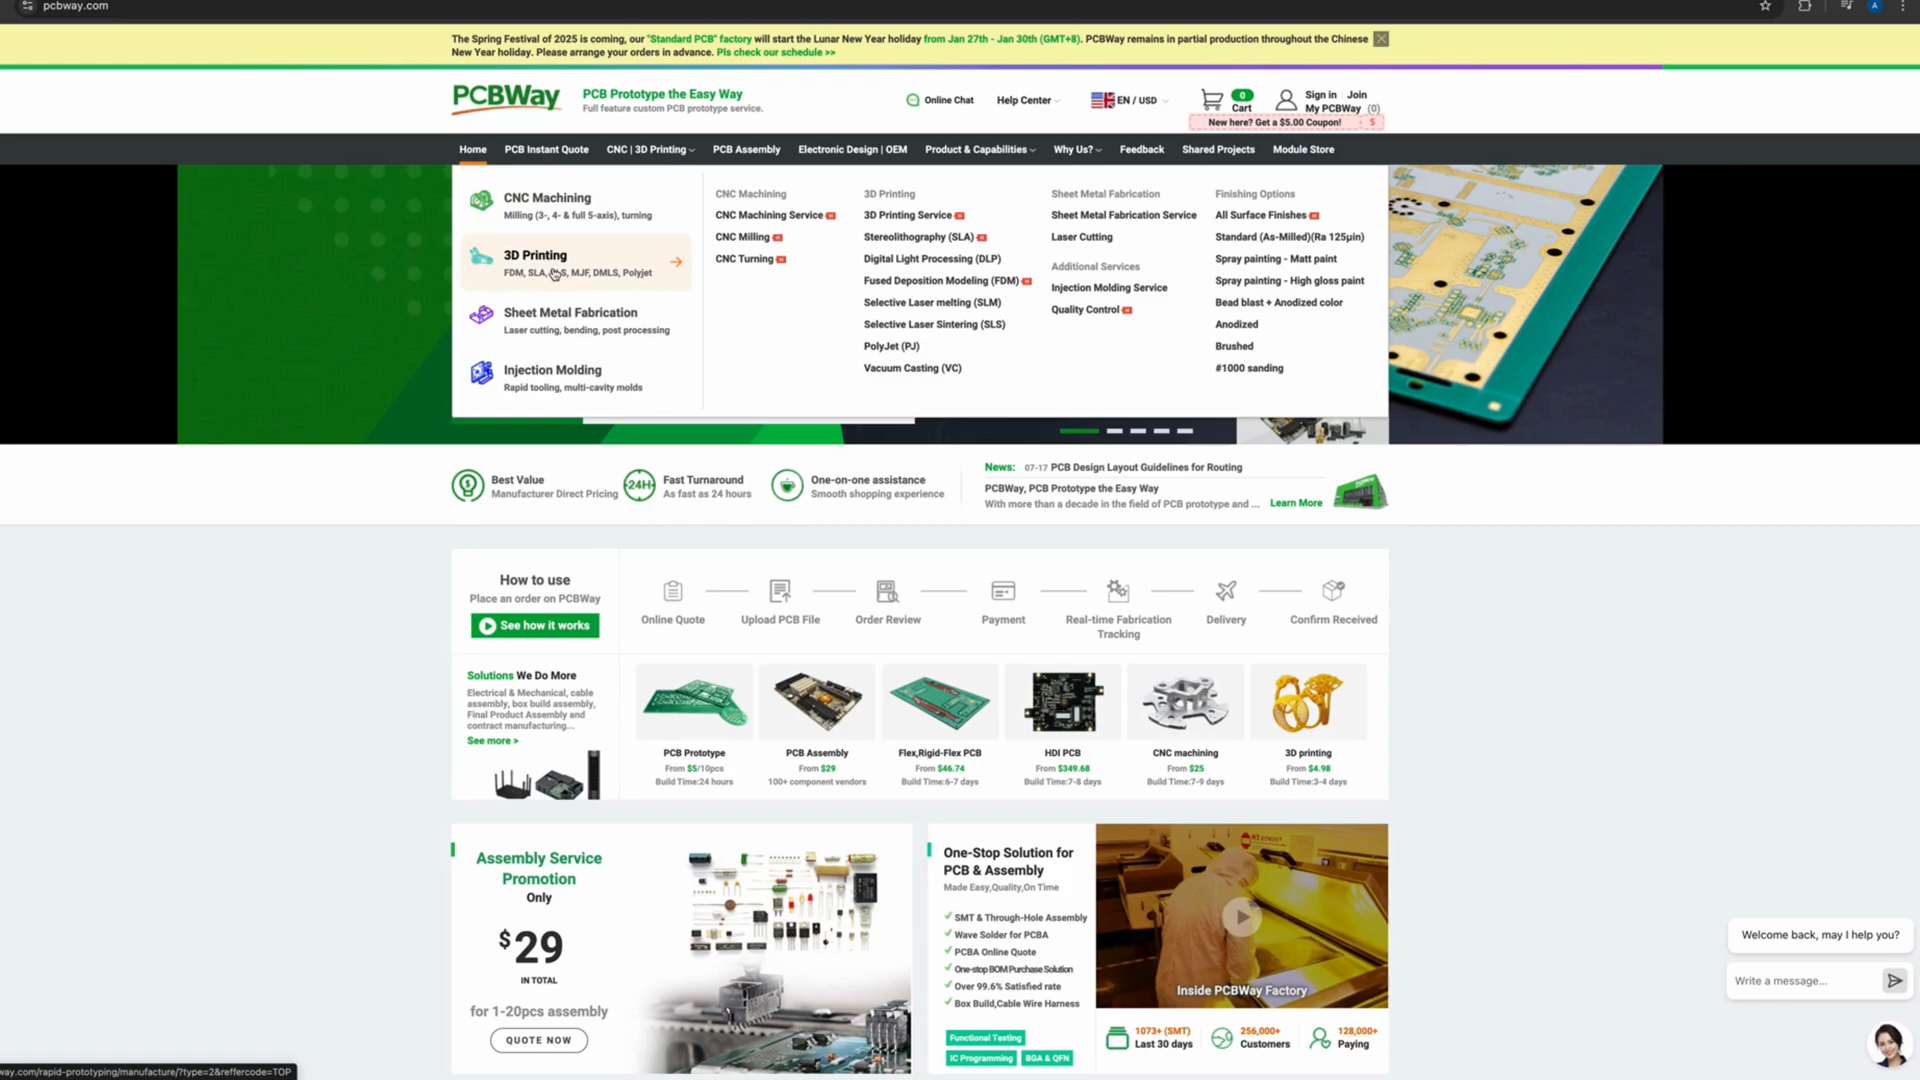 pcbway.com
The Spring Festival of 2025 is coming, our "Standard PCB" factory will start the Lunar New Year holiday from Jan 27th - Jan 30th (GMT+8). PCBWay remains in partial production throughout the Chinese
New Year holiday. Please arrange your orders in advance. Pls check our schedule >>
PCBWay
PCB Prototype the Easy Way
Full feature custom PCB prototype service.
Online Chat
Help Center
EN / USD
0
Cart
Sign in Join
My PCBWay (0)
New here? Get a $5.00 Coupon!
Home
PCB Instant Quote
CNC | 3D Printing
PCB Assembly
Electronic Design | OEM
Product & Capabilities
Why Us?
Feedback
Shared Projects
Module Store
CNC Machining
Milling (3-, 4- & full 5-axis), turning
3D Printing
FDM, SLA, MJF, DMLS, Polyjet
Sheet Metal Fabrication
Laser cutting, bending, post processing
Injection Molding
Rapid tooling, multi-cavity molds
CNC Machining
CNC Machining Service
CNC Milling
CNC Turning
3D Printing
3D Printing Service
Stereolithography (SLA)
Digital Light Processing (DLP)
Fused Deposition Modeling (FDM)
Selective Laser melting (SLM)
Selective Laser Sintering (SLS)
PolyJet (PJ)
Vacuum Casting (VC)
Sheet Metal Fabrication
Sheet Metal Fabrication Service
Laser Cutting
Additional Services
Injection Molding Service
Quality Control
Finishing Options
All Surface Finishes
Standard (As-Milled)(Ra 125µin)
Spray painting - Matt paint
Spray painting - High gloss paint
Bead blast + Anodized color
Anodized
Brushed
#1000 sanding
Best Value
Manufacturer Direct Pricing
24H
Fast Turnaround
As fast as 24 hours
One-on-one assistance
Smooth shopping experience
News: 07-17 PCB Design Layout Guidelines for Routing
PCBWay, PCB Prototype the Easy Way
With more than a decade in the field of PCB prototype and ... Learn More
How to use
Place an order on PCBWay
See how it works
Online Quote
Upload PCB File
Order Review
Payment
Real-time Fabrication
Tracking
Delivery
Confirm Received
Solutions We Do More
Electrical & Mechanical, cable
assembly, box build assembly,
Final Product Assembly and
contract manufacturing...
See more >
PCB Prototype
From $5/10pcs
Build Time:24 hours
PCB Assembly
From $29
100+ component vendors
Flex,Rigid-Flex PCB
From $46.74
Build Time:6-7 days
HDI PCB
From $349.68
Build Time:7-8 days
CNC machining
From $25
Build Time:7-9 days
3D printing
From $4.98
Build Time:3-4 days
Assembly Service
Promotion
Only
$29
IN TOTAL
for 1-20pcs assembly
QUOTE NOW
One-Stop Solution for
PCB & Assembly
Made Easy,Quality,On Time
SMT & Through-Hole Assembly
Wave Solder for PCBA
PCBA Online Quote
One-stop BOM Purchase Solution
Over 99.6% Satisfied rate
Box Build,Cable Wire Harness
Functional Testing
IC Programming
BGA & QFN
Inside PCBWay Factory
1073+ (SMT)
Last 30 days
256,000+
Customers
128,000+
Paying
Welcome back, may I help you?
Write a message...
way.com/rapid-prototyping/manufacture/?type=2&reffercode=TOP